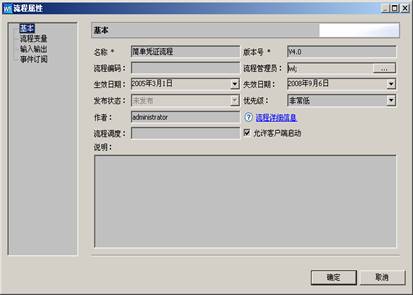 流程属性
基本
流程变量
输入输出
事件订阅
基本
名称 * 简单凭证流程 版本号 * V4.0
流程编码: 流程管理员: lwl; ...
生效日期: 2005年3月1日 失效日期: 2008年9月6日
发布状态: 未发布 优先级: 非常低
作者: administrator ? 流程详细信息
流程调度: 允许客户端启动
说明:
确定 取消